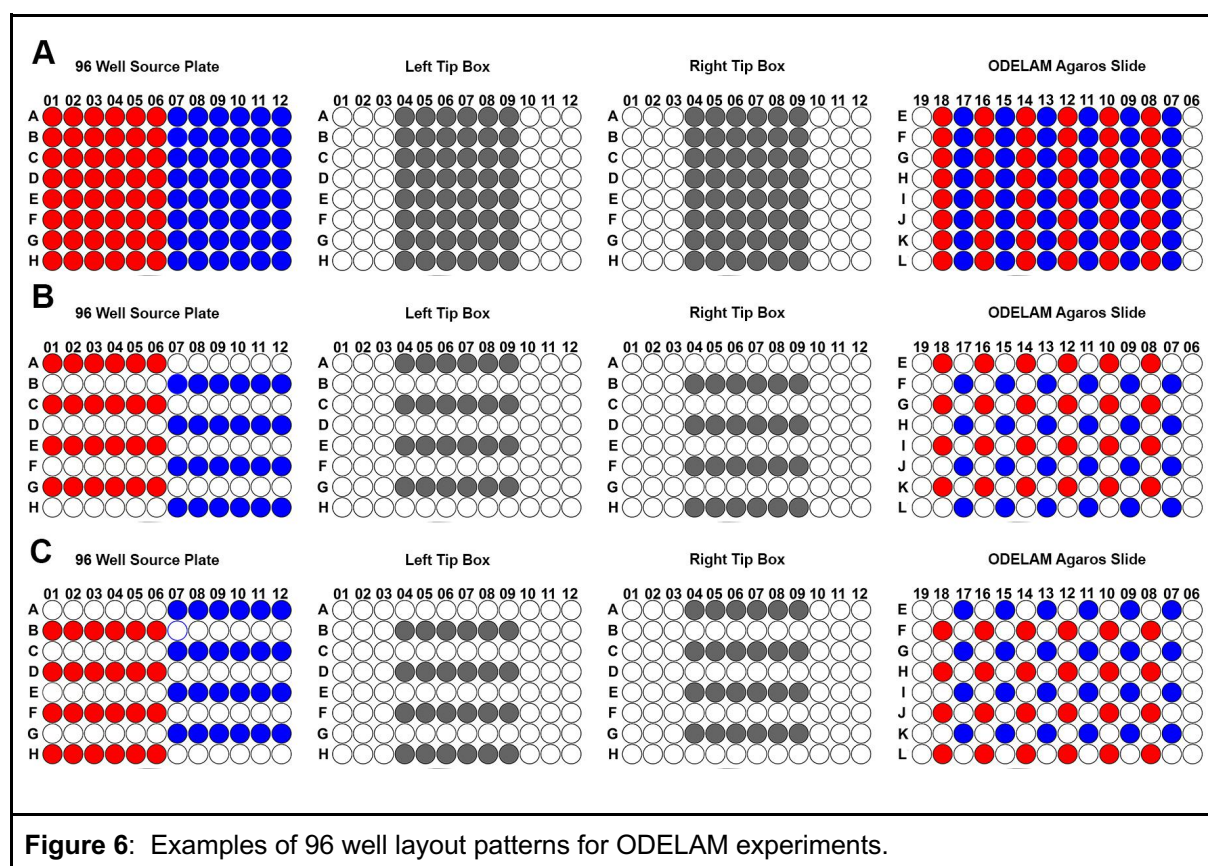 A
96 Well Source Plate Left Tip Box Right Tip Box ODELAM Agaros Slide
01 02 03 04 05 06 07 08 09 10 11 12 01 02 03 04 05 06 07 08 09 10 11 12 01 02 03 04 05 06 07 08 09 10 11 12 19 18 17 16 15 14 13 12 11 10 09 08 07 06
A A A E
B B B F
C C C G
D D D H
E E E I
F F F J
G G G K
H H H L
B
96 Well Source Plate Left Tip Box Right Tip Box ODELAM Agaros Slide
01 02 03 04 05 06 07 08 09 10 11 12 01 02 03 04 05 06 07 08 09 10 11 12 01 02 03 04 05 06 07 08 09 10 11 12 19 18 17 16 15 14 13 12 11 10 09 08 07 06
A A A E
B B B F
C C C G
D D D H
E E E I
F F F J
G G G K
H H H L
C
96 Well Source Plate Left Tip Box Right Tip Box ODELAM Agaros Slide
01 02 03 04 05 06 07 08 09 10 11 12 01 02 03 04 05 06 07 08 09 10 11 12 01 02 03 04 05 06 07 08 09 10 11 12 19 18 17 16 15 14 13 12 11 10 09 08 07 06
A A A E
B B B F
C C C G
D D D H
E E E I
F F F J
G G G K
H H H L
Figure 6: Examples of 96 well layout patterns for ODELAM experiments.